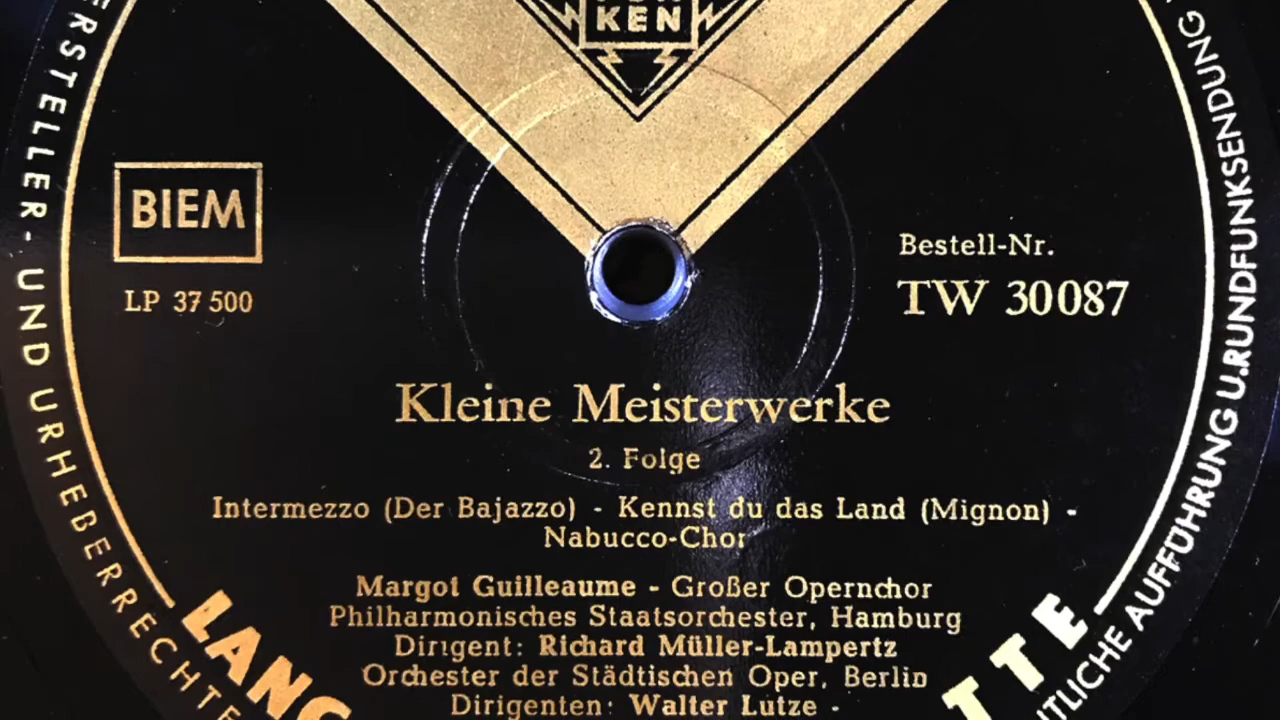 KEN
BIEM
LP 37 500
Bestell-Nr.
TW 30087
Kleine Meisterwerke
2. Folge
Intermezzo (Der Bajazzo) - Kennst du das Land (Mignon) -
Nabucco-Chor
Margot Guilleaume - Großer Opernchor
Philharmonisches Staatsorchester, Hamburg
Dirigent: Richard Müller-Lampertz
Orchester der Städtischen Oper, Berlin
Dirigenten: Walter Lutze -
ERSTELLER - UND URHEBERRECHTE
LANG
TTE
NTLICHE AUFFÜHRUNG U.RUNDFUNKSENDUNG